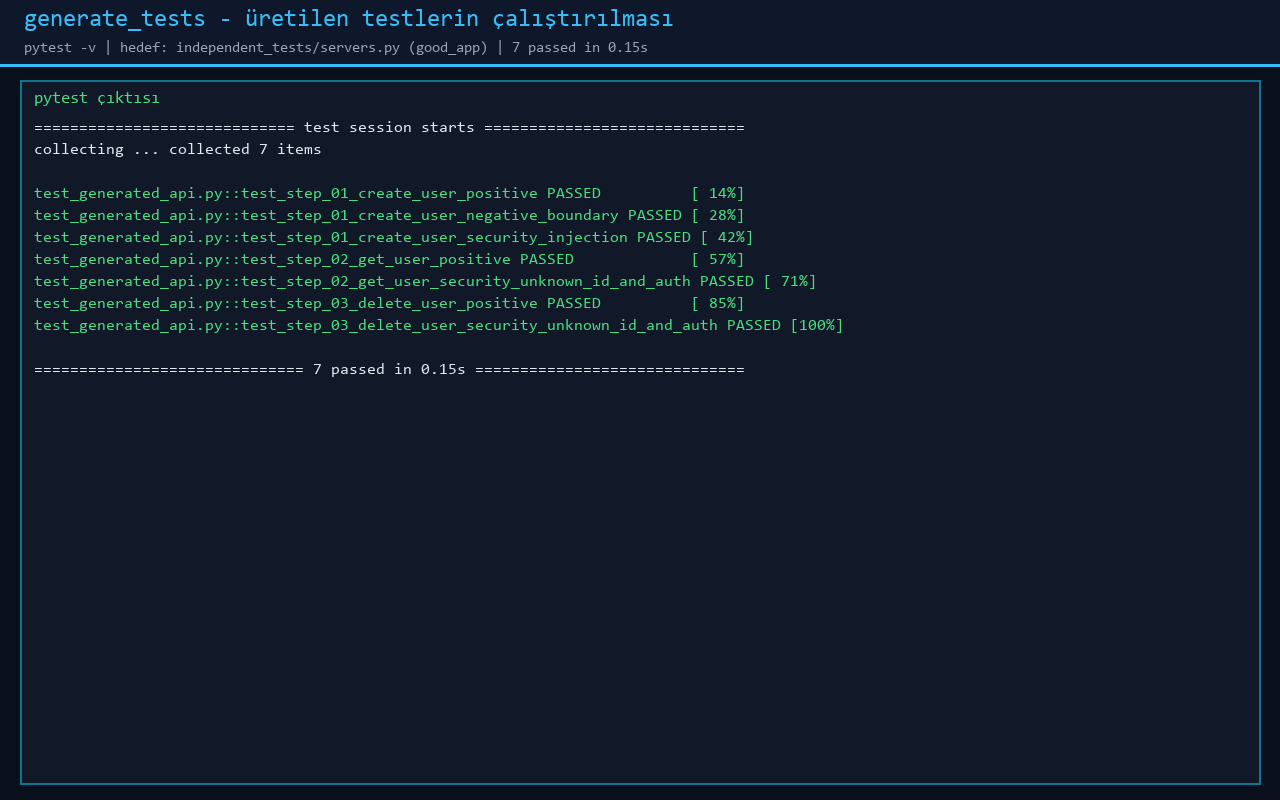 generate_tests - üretilen testlerin çalıştırılması
pytest -v | hedef: independent_tests/servers.py (good_app) | 7 passed in 0.15s
pytest çıktısı
============================= test session starts =============================
collecting ... collected 7 items
test_generated_api.py::test_step_01_create_user_positive PASSED          [ 14%]
test_generated_api.py::test_step_01_create_user_negative_boundary PASSED [ 28%]
test_generated_api.py::test_step_01_create_user_security_injection PASSED [ 42%]
test_generated_api.py::test_step_02_get_user_positive PASSED             [ 57%]
test_generated_api.py::test_step_02_get_user_security_unknown_id_and_auth PASSED [ 71%]
test_generated_api.py::test_step_03_delete_user_positive PASSED          [ 85%]
test_generated_api.py::test_step_03_delete_user_security_unknown_id_and_auth PASSED [100%]
============================== 7 passed in 0.15s ==============================